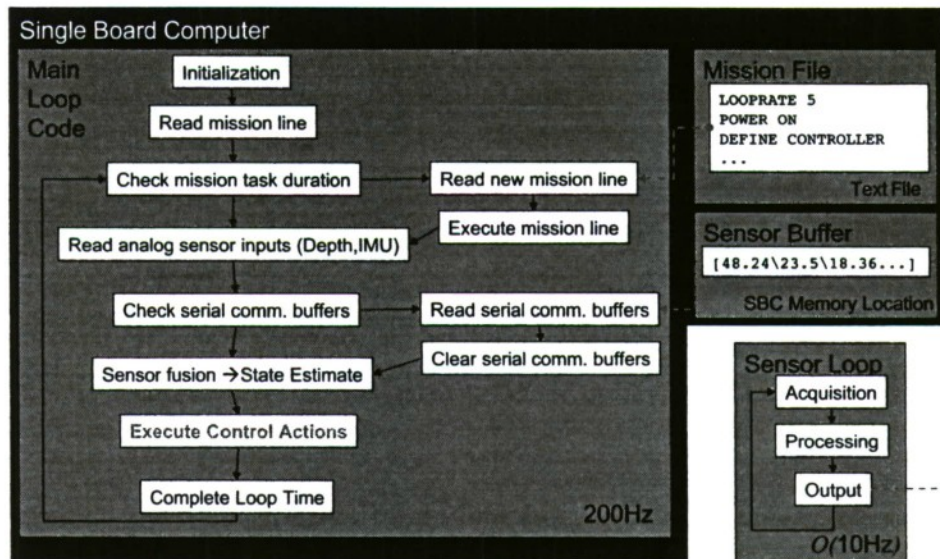 Single Board Computer
Main
Loop
Code
Initialization
Read mission line
Check mission task duration
Read new mission line
Execute mission line
Read analog sensor inputs (Depth,IMU)
Check serial comm. buffers
Read serial comm. buffers
Clear serial comm. buffers
Sensor fusion →State Estimate
Execute Control Actions
Complete Loop Time
200Hz
Mission File
LOOPRATE 5
POWER ON
DEFINE CONTROLLER
...
Text File
Sensor Buffer
[48.24\23.5\18.36...]
SBC Memory Location
Sensor Loop
Acquisition
Processing
Output
O(10Hz)